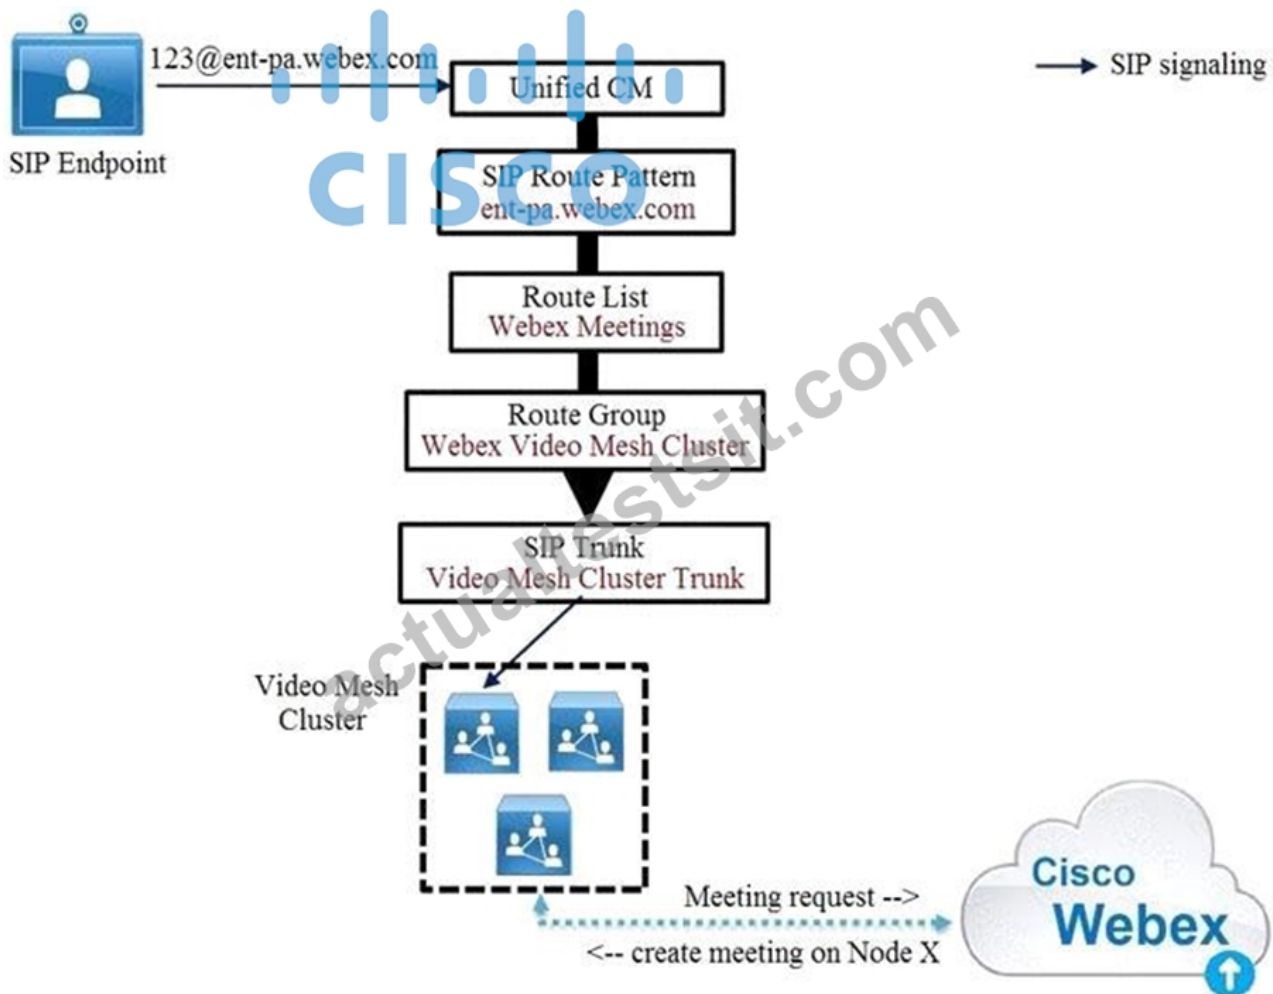 123@ent-pa.webex.com
SIP signaling
Unified CM
SIP Endpoint
CISCO
SIP Route Pattern
ent-pa.webex.com
Route List
Webex Meetings
Route Group
Webex Video Mesh Cluster
SIP Trunk
Video Mesh Cluster Trunk
actualtestsit.com
Video Mesh
Cluster
Meeting request -->
<-- create meeting on Node X
Cisco
Webex